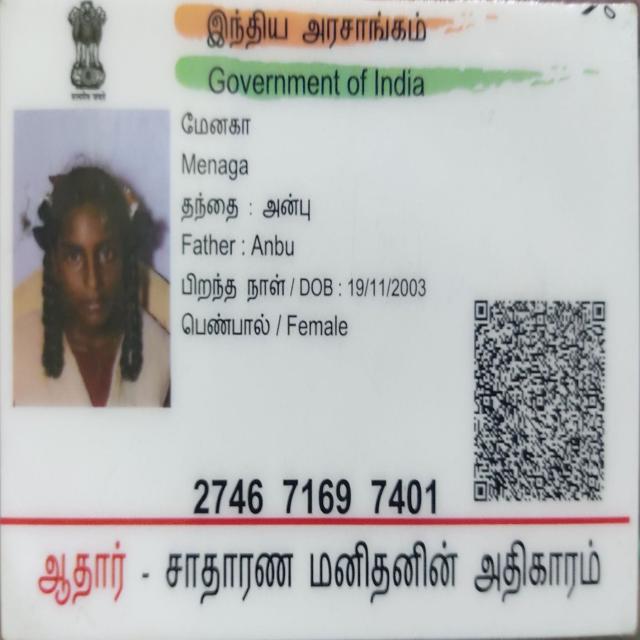 இந்திய அரசாங்கம்
Government of India
மேனகா
Menaga
தந்தை : அன்பு
Father : Anbu
பிறந்த நாள் / DOB : 19/11/2003
பெண்பால் / Female
2746 7169 7401
ஆதார் - சாதாரண மனிதனின் அதிகாரம்